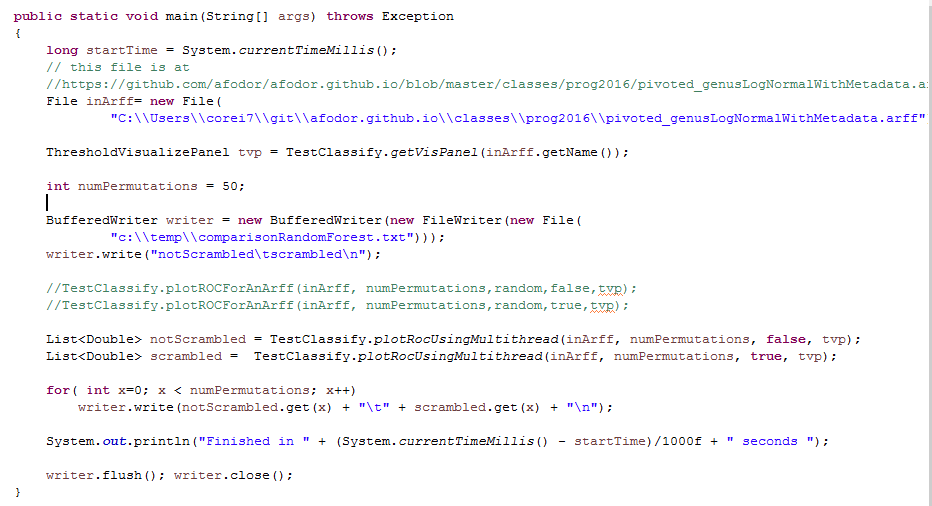 public static void main(String[] args) throws Exception
{
    long startTime = System.currentTimeMillis();
    // this file is at
    //https://github.com/afodor/afodor.github.io/blob/master/classes/prog2016/pivoted_genusLogNormalWithMetadata.a
    File inArff= new File(
            "C:\\Users\\corei7\\git\\afodor.github.io\\classes\\prog2016\\pivoted_genusLogNormalWithMetadata.arff"
    ThresholdVisualizePanel tvp = TestClassify.getVisPanel(inArff.getName());
    int numPermutations = 50;
    BufferedWriter writer = new BufferedWriter(new FileWriter(new File(
            "c:\\temp\\comparisonRandomForest.txt")));
    writer.write("notScrambled\tscrambled\n");
    //TestClassify.plotROCForAnArff(inArff, numPermutations,random,false,tvp);
    //TestClassify.plotROCForAnArff(inArff, numPermutations,random,true,tvp);
    List<Double> notScrambled = TestClassify.plotRocUsingMultithread(inArff, numPermutations, false, tvp);
    List<Double> scrambled =  TestClassify.plotRocUsingMultithread(inArff, numPermutations, true, tvp);
    for( int x=0; x < numPermutations; x++)
        writer.write(notScrambled.get(x) + "\t" + scrambled.get(x) + "\n");
    System.out.println("Finished in " + (System.currentTimeMillis() - startTime)/1000f + " seconds ");
    writer.flush(); writer.close();
}